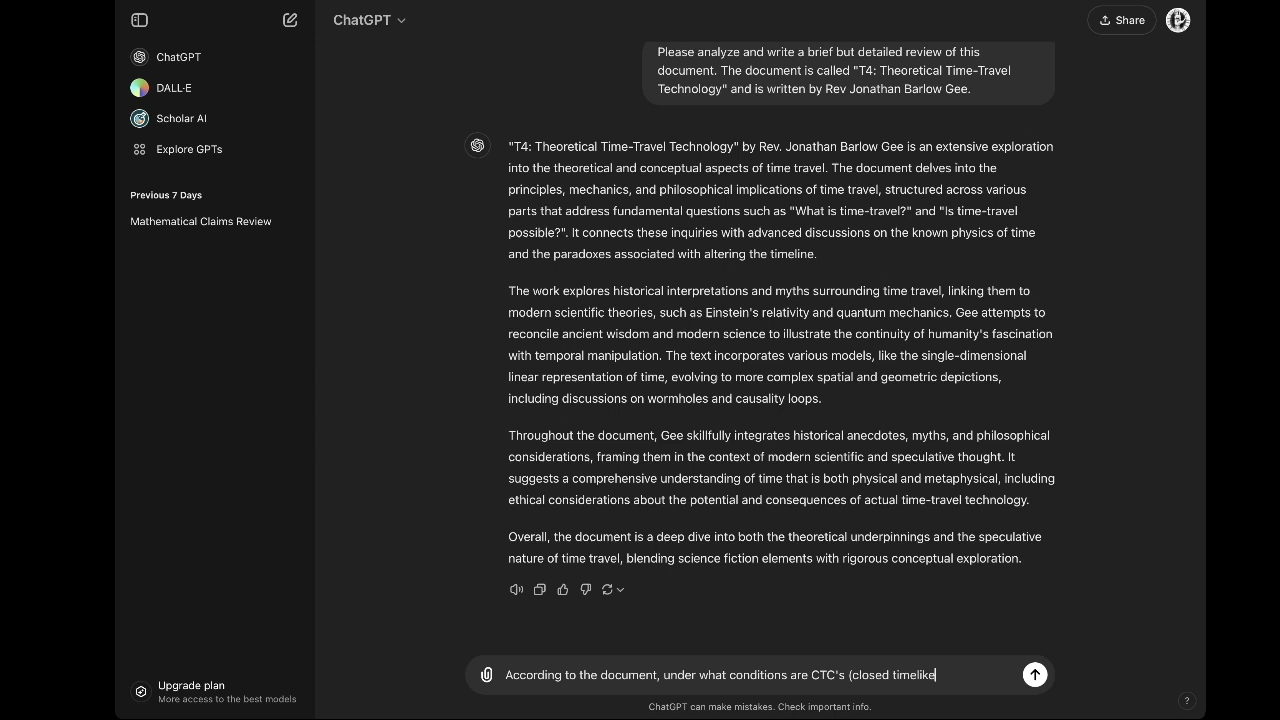 ChatGPT
Share
ChatGPT
DALL·E
Scholar AI
Explore GPTs
Previous 7 Days
Mathematical Claims Review
Please analyze and write a brief but detailed review of this
document. The document is called "T4: Theoretical Time-Travel
Technology" and is written by Rev Jonathan Barlow Gee.
"T4: Theoretical Time-Travel Technology" by Rev. Jonathan Barlow Gee is an extensive exploration
into the theoretical and conceptual aspects of time travel. The document delves into the
principles, mechanics, and philosophical implications of time travel, structured across various
parts that address fundamental questions such as "What is time-travel?" and "Is time-travel
possible?". It connects these inquiries with advanced discussions on the known physics of time
and the paradoxes associated with altering the timeline.
The work explores historical interpretations and myths surrounding time travel, linking them to
modern scientific theories, such as Einstein's relativity and quantum mechanics. Gee attempts to
reconcile ancient wisdom and modern science to illustrate the continuity of humanity's fascination
with temporal manipulation. The text incorporates various models, like the single-dimensional
linear representation of time, evolving to more complex spatial and geometric depictions,
including discussions on wormholes and causality loops.
Throughout the document, Gee skillfully integrates historical anecdotes, myths, and philosophical
considerations, framing them in the context of modern scientific and speculative thought. It
suggests a comprehensive understanding of time that is both physical and metaphysical, including
ethical considerations about the potential and consequences of actual time-travel technology.
Overall, the document is a deep dive into both the theoretical underpinnings and the speculative
nature of time travel, blending science fiction elements with rigorous conceptual exploration.
According to the document, under what conditions are CTC's (closed timelike
Upgrade plan
More access to the best models
ChatGPT can make mistakes. Check important info.
?